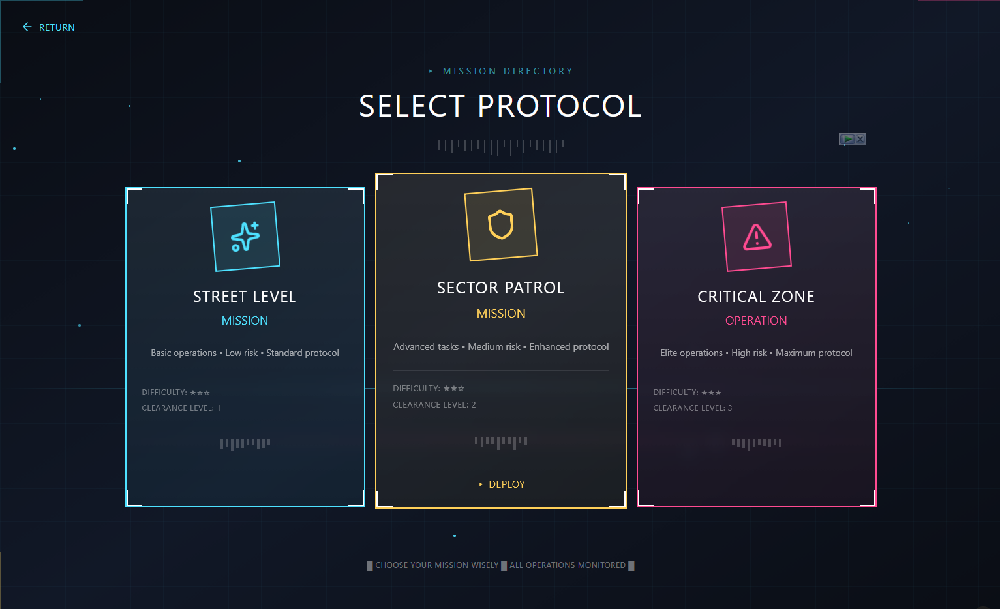 RETURN
MISSION DIRECTORY
SELECT PROTOCOL
STREET LEVEL
MISSION
Basic operations • Low risk • Standard protocol
DIFFICULTY: ★☆☆
CLEARANCE LEVEL: 1
SECTOR PATROL
MISSION
Advanced tasks • Medium risk • Enhanced protocol
DIFFICULTY: ★★☆
CLEARANCE LEVEL: 2
▸ DEPLOY
CRITICAL ZONE
OPERATION
Elite operations • High risk • Maximum protocol
DIFFICULTY: ★★★
CLEARANCE LEVEL: 3
█ CHOOSE YOUR MISSION WISELY █ ALL OPERATIONS MONITORED █